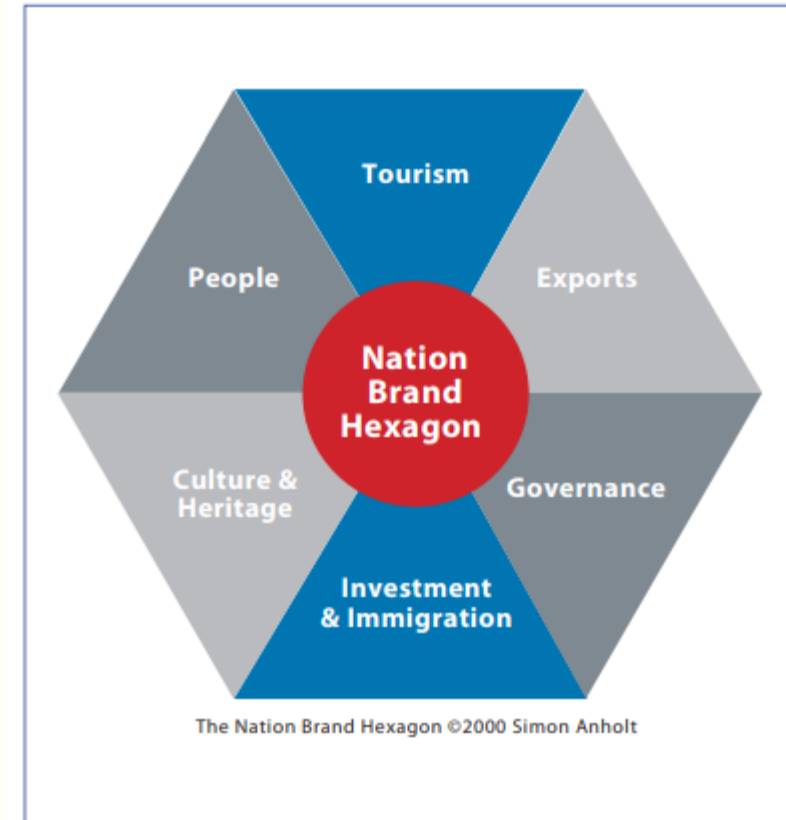 Tourism
People
Exports
Nation
Brand
Hexagon
Culture &
Heritage
Governance
Investment
& Immigration
The Nation Brand Hexagon ©2000 Simon Anholt